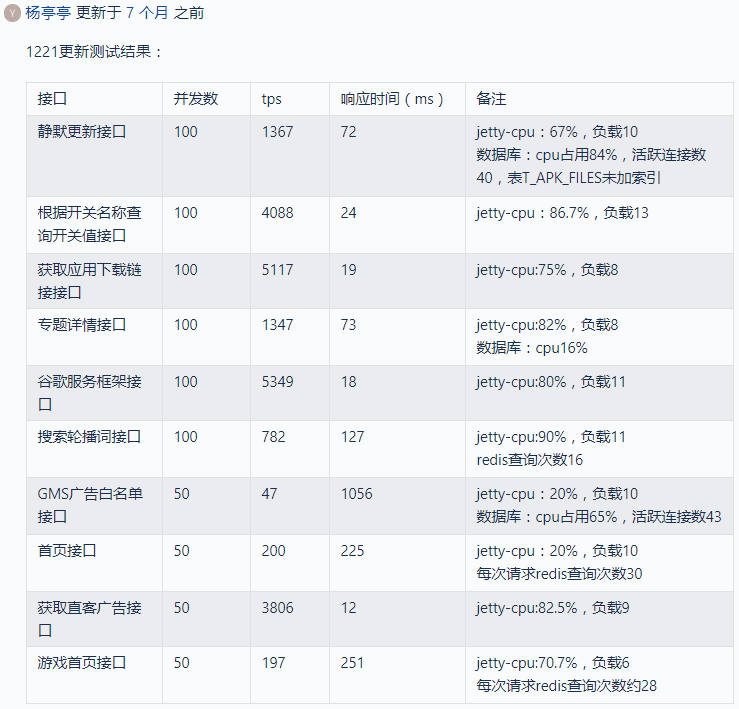 Y 杨亭亭 更新于 7 个月 之前
1221更新测试结果：
接口 并发数 tps 响应时间（ms） 备注
静默更新接口 100 1367 72 jetty-cpu：67%，负载10
数据库：cpu占用84%，活跃连接数
40，表T_APK_FILES未加索引
根据开关名称查 100 4088 24 jetty-cpu：86.7%，负载13
询开关值接口
获取应用下载链 100 5117 19 jetty-cpu:75%，负载8
接接口
专题详情接口 100 1347 73 jetty-cpu:82%，负载8
数据库：cpu16%
谷歌服务框架接 100 5349 18 jetty-cpu:80%，负载11
口
搜索轮播词接口 100 782 127 jetty-cpu:90%，负载11
redis查询次数16
GMS广告白名单 50 47 1056 jetty-cpu：20%，负载10
接口 数据库：cpu占用65%，活跃连接数43
首页接口 50 200 225 jetty-cpu：20%，负载10
每次请求redis查询次数30
获取直客广告接 50 3806 12 jetty-cpu:82.5%，负载9
口
游戏首页接口 50 197 251 jetty-cpu:70.7%，负载6
每次请求redis查询次数约28